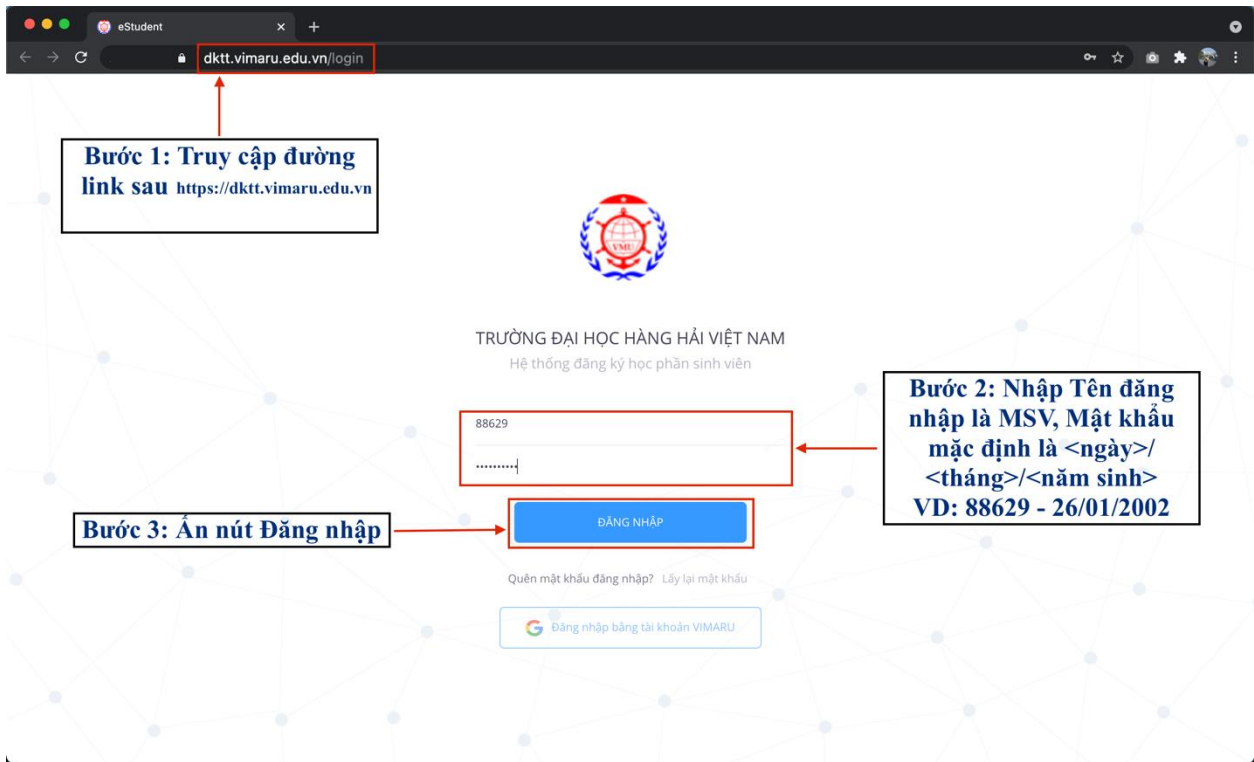 eStudent
dktt.vimaru.edu.vn/login
Bước 1: Truy cập đường
link sau https://dktt.vimaru.edu.vn
VMU
TRƯỜNG ĐẠI HỌC HÀNG HẢI VIỆT NAM
Hệ thống đăng ký học phần sinh viên
Bước 2: Nhập Tên đăng
nhập là MSV, Mật khẩu
mặc định là <ngày>/
<tháng>/<năm sinh>
VD: 88629 - 26/01/2002
88629
••••••••••
Bước 3: Ấn nút Đăng nhập
ĐĂNG NHẬP
Quên mật khẩu đăng nhập? Lấy lại mật khẩu
Đăng nhập bằng tài khoản VIMARU